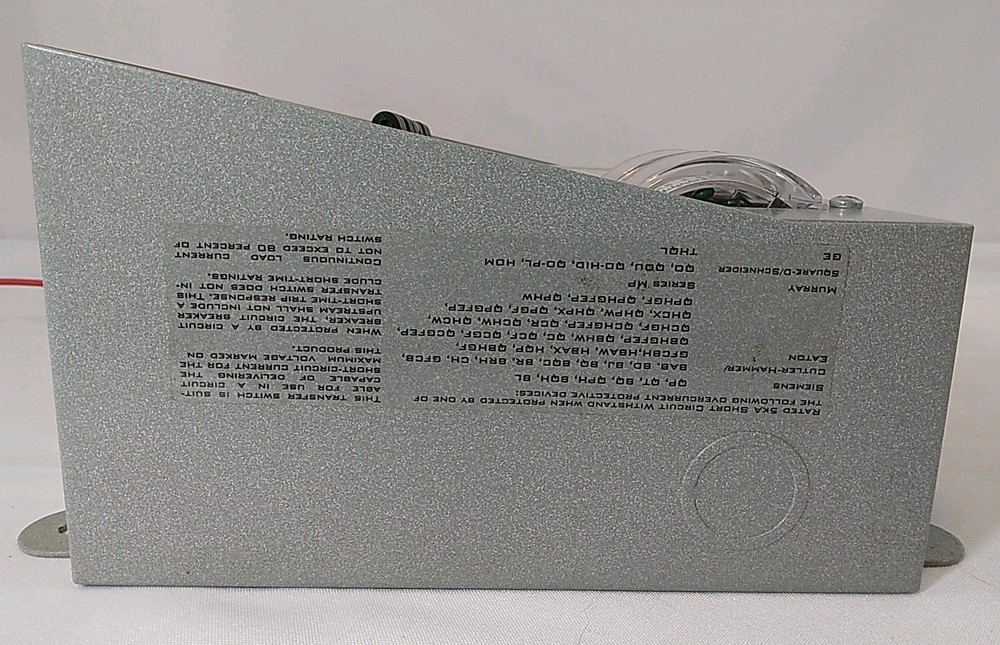 RATED 5KA SHORT CIRCUIT WITHSTAND WHEN PROTECTED BY ONE OF
THE FOLLOWING OVERCURRENT PROTECTIVE DEVICES:
SIEMENS QP, QT, EQ, QPH, BQH, BL
CUTLER-HAMMER/ BAB, BD, BJ, BQ, BQC, BR, BRH, CH, GFCB,
EATON GFCBH, HBAW, HBAX, HQP, QBHGF,
QBHGFEP, QBHW, QC, QCF, QCGF, QCGFEP,
QCHGF, QCHGFEP, QCR, QCHW, QHCW,
QHCX, QHPW, QHPX, QPGF, QPGFEP,
QPHGF, QPHGFEP, QPHW
MURRAY SERIES MP
SQUARE-D/SCHNEIDER QO, QOU, QO-HID, QO-PL, HOM
GE THQL
THIS TRANSFER SWITCH IS SUIT-
ABLE FOR USE IN A CIRCUIT
CAPABLE OF DELIVERING THE
SHORT-CIRCUIT CURRENT FOR THE
MAXIMUM VOLTAGE MARKED ON
THIS PRODUCT.
WHEN PROTECTED BY A CIRCUIT
BREAKER, THE CIRCUIT BREAKER
UPSTREAM SHALL NOT INCLUDE A
SHORT-TIME TRIP RESPONSE. THIS
TRANSFER SWITCH DOES NOT IN-
CLUDE SHORT-TIME RATINGS.
CONTINUOUS LOAD CURRENT
NOT TO EXCEED 80 PERCENT OF
SWITCH RATING.